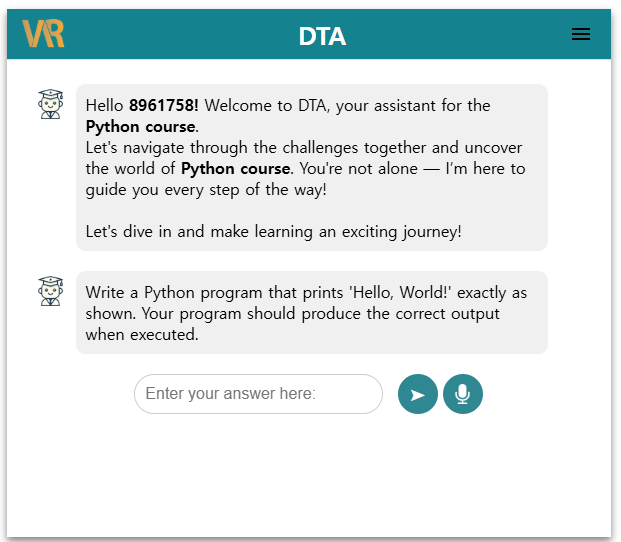 VR
DTA
Hello 8961758! Welcome to DTA, your assistant for the
Python course.
Let's navigate through the challenges together and uncover
the world of Python course. You're not alone — I'm here to
guide you every step of the way!
Let's dive in and make learning an exciting journey!
Write a Python program that prints 'Hello, World!' exactly as
shown. Your program should produce the correct output
when executed.
Enter your answer here: